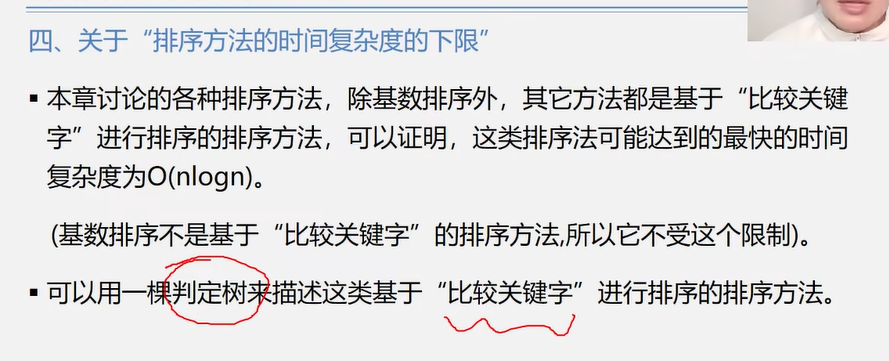 四、关于“排序方法的时间复杂度的下限”
▪ 本章讨论的各种排序方法，除基数排序外，其它方法都是基于“比较关键
字”进行排序的排序方法，可以证明，这类排序法可能达到的最快的时间
复杂度为O(nlogn)。
(基数排序不是基于“比较关键字”的排序方法,所以它不受这个限制)。
▪ 可以用一棵判定树来描述这类基于“比较关键字”进行排序的排序方法。